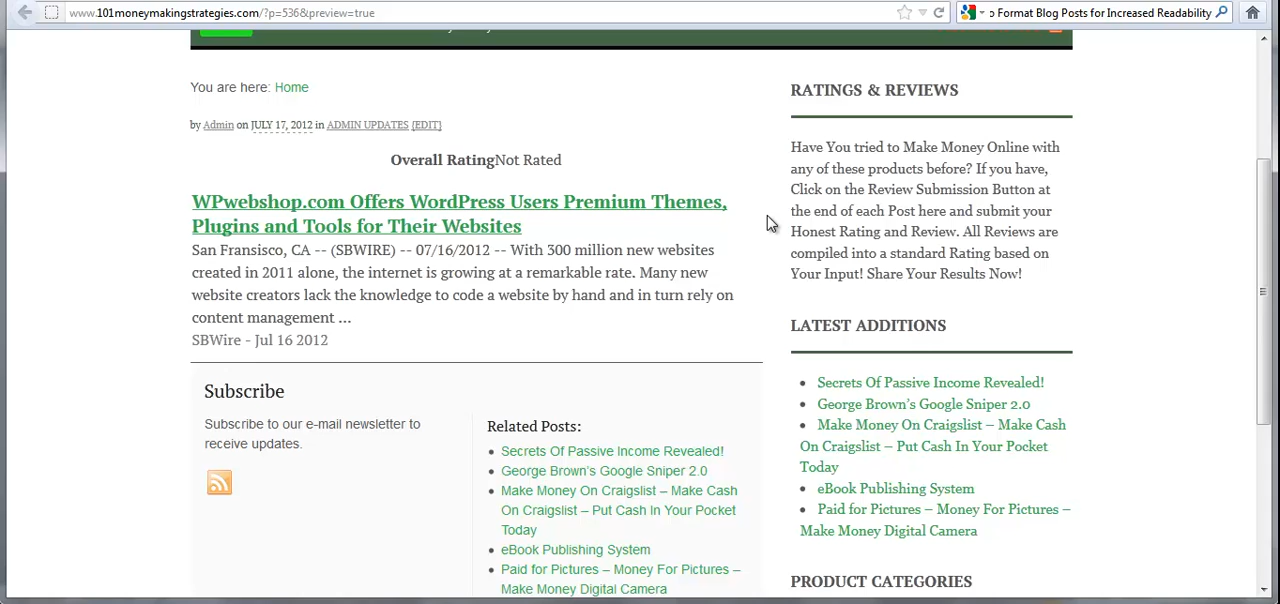 www.101moneymakingstrategies.com/?p=536&preview=true
o Format Blog Posts for Increased Readability
You are here: Home
by Admin on JULY 17, 2012 in ADMIN UPDATES [EDIT]
Overall RatingNot Rated
WPwebshop.com Offers WordPress Users Premium Themes,
Plugins and Tools for Their Websites
San Fransisco, CA -- (SBWIRE) -- 07/16/2012 -- With 300 million new websites
created in 2011 alone, the internet is growing at a remarkable rate. Many new
website creators lack the knowledge to code a website by hand and in turn rely on
content management ...
SBWire - Jul 16 2012
Subscribe
Subscribe to our e-mail newsletter to
receive updates.
Related Posts:
Secrets Of Passive Income Revealed!
George Brown's Google Sniper 2.0
Make Money On Craigslist – Make Cash
On Craigslist – Put Cash In Your Pocket
Today
eBook Publishing System
Paid for Pictures – Money For Pictures –
Make Money Digital Camera
RATINGS & REVIEWS
Have You tried to Make Money Online with
any of these products before? If you have,
Click on the Review Submission Button at
the end of each Post here and submit your
Honest Rating and Review. All Reviews are
compiled into a standard Rating based on
Your Input! Share Your Results Now!
LATEST ADDITIONS
Secrets Of Passive Income Revealed!
George Brown's Google Sniper 2.0
Make Money On Craigslist – Make Cash
On Craigslist – Put Cash In Your Pocket
Today
eBook Publishing System
Paid for Pictures – Money For Pictures –
Make Money Digital Camera
PRODUCT CATEGORIES